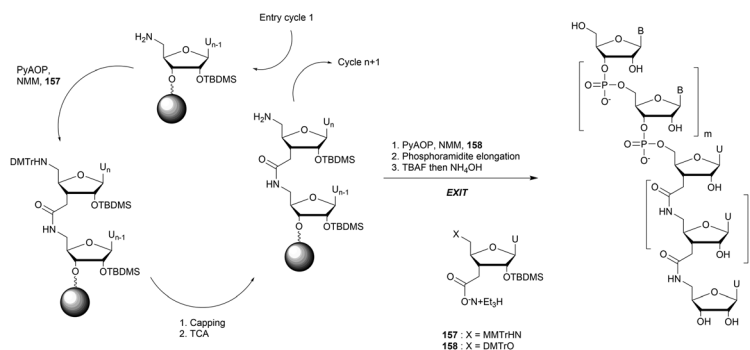 Entry cycle 1
Cycle n+1
H2N
O
Un-1
O
OTBDMS
PyAOP,
NMM, 157
DMTrHN
O
Un
O
OTBDMS
HN
O
Un-1
O
OTBDMS
1. Capping
2. TCA
H2N
O
Un
O
OTBDMS
HN
O
Un-1
O
OTBDMS
1. PyAOP, NMM, 158
2. Phosphoramidite elongation
3. TBAF then NH4OH
EXIT
X
O
U
O
OTBDMS
O-N+Et3H
157 : X = MMTrHN
158 : X = DMTrO
HO
O
B
O
OH
O=P
O
O-
O
B
O
OH
m
O=P
O
O-
O
U
O
OH
HN
O
U
O
OH
HN
O
U
OH
OH